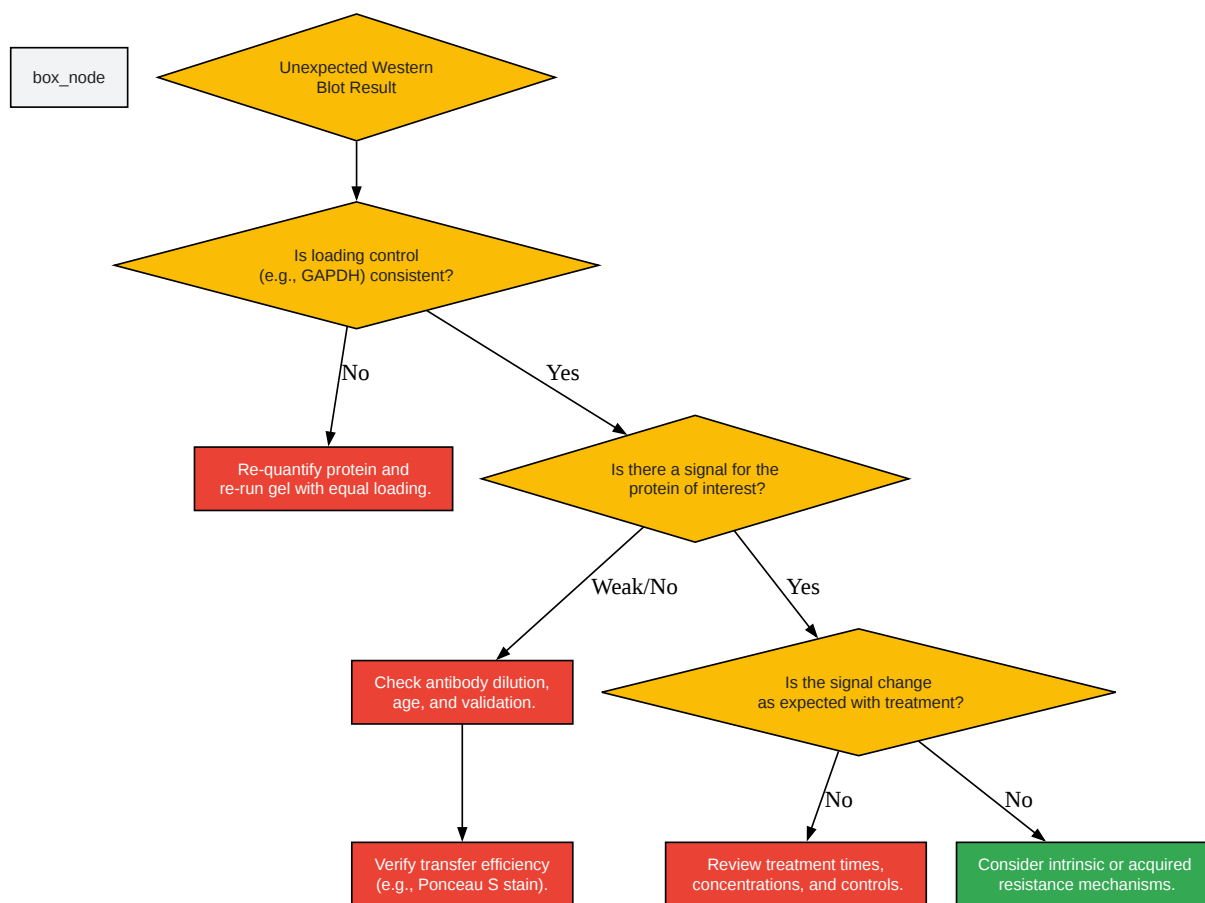 box_node
Unexpected Western
Blot Result
Is loading control
(e.g., GAPDH) consistent?
No
Yes
Re-quantify protein and
re-run gel with equal loading.
Is there a signal for the
protein of interest?
Weak/No
Yes
Check antibody dilution,
age, and validation.
Is the signal change
as expected with treatment?
No
No
Verify transfer efficiency
(e.g., Ponceau S stain).
Review treatment times,
concentrations, and controls.
Consider intrinsic or acquired
resistance mechanisms.